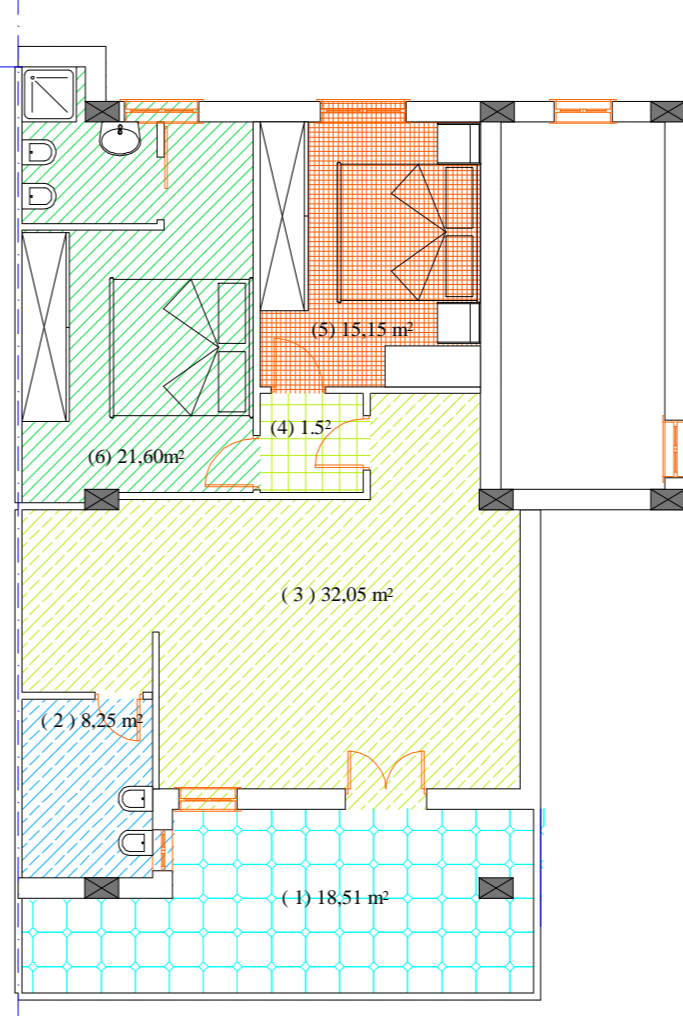 (5) 15,15 m²
(4) 1.5²
(6) 21,60m²
( 3 ) 32,05 m²
( 2 ) 8,25 m²
( 1) 18,51 m²